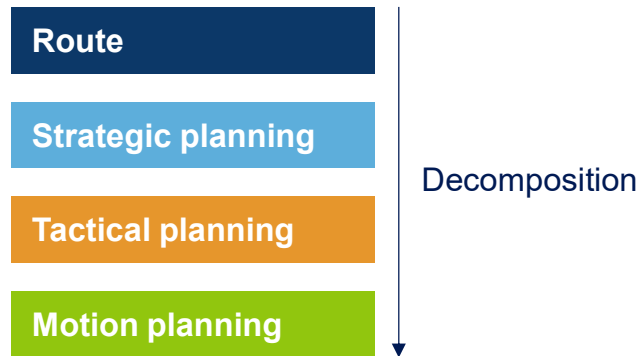 Route
Strategic planning
Decomposition
Tactical planning
Motion planning